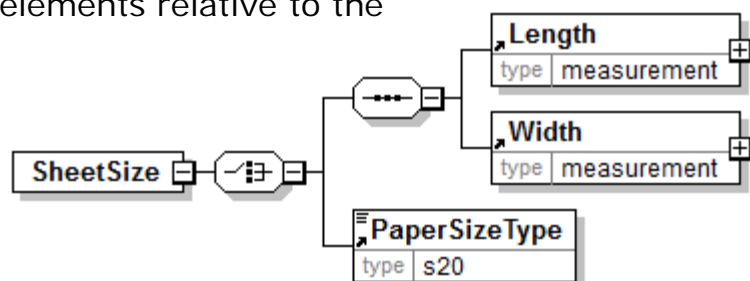 elements relative to the
Length
type measurement
Width
type measurement
SheetSize
PaperSizeType
type s20